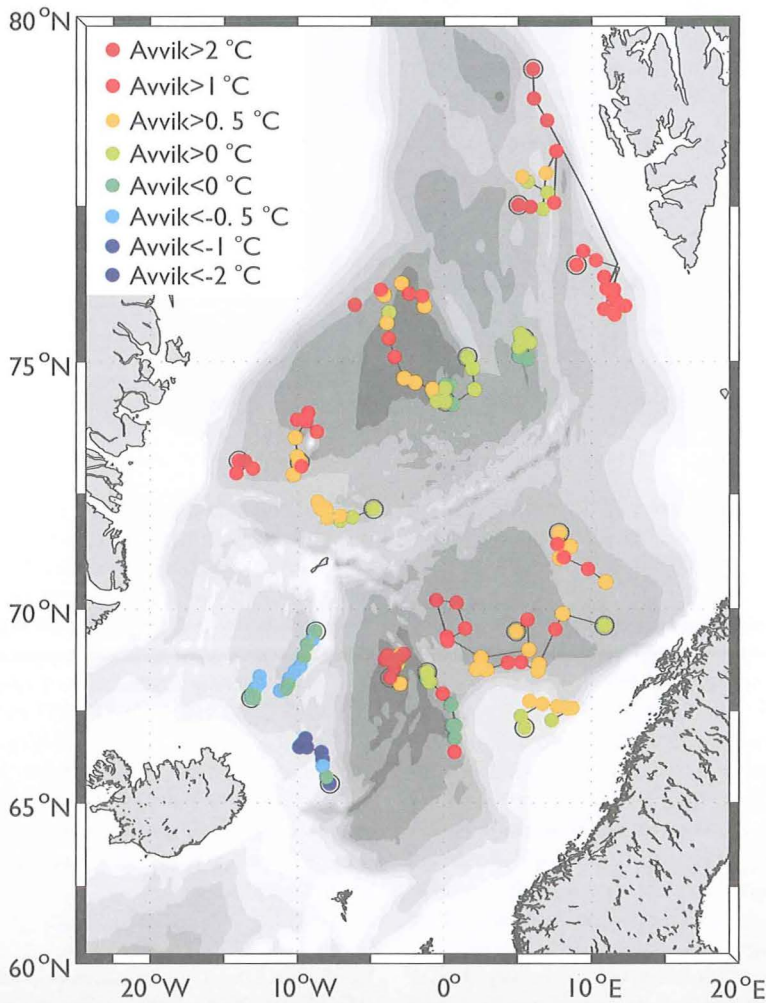 80°N
Avvik>2 °C
Avvik>1 °C
Avvik>0. 5 °C
Avvik>0 °C
Avvik<0 °C
Avvik<-0. 5 °C
Avvik<-1 °C
Avvik<-2 °C
75°N
70°N
65°N
60°N
20°W 10°W 0° 10°E 20°E